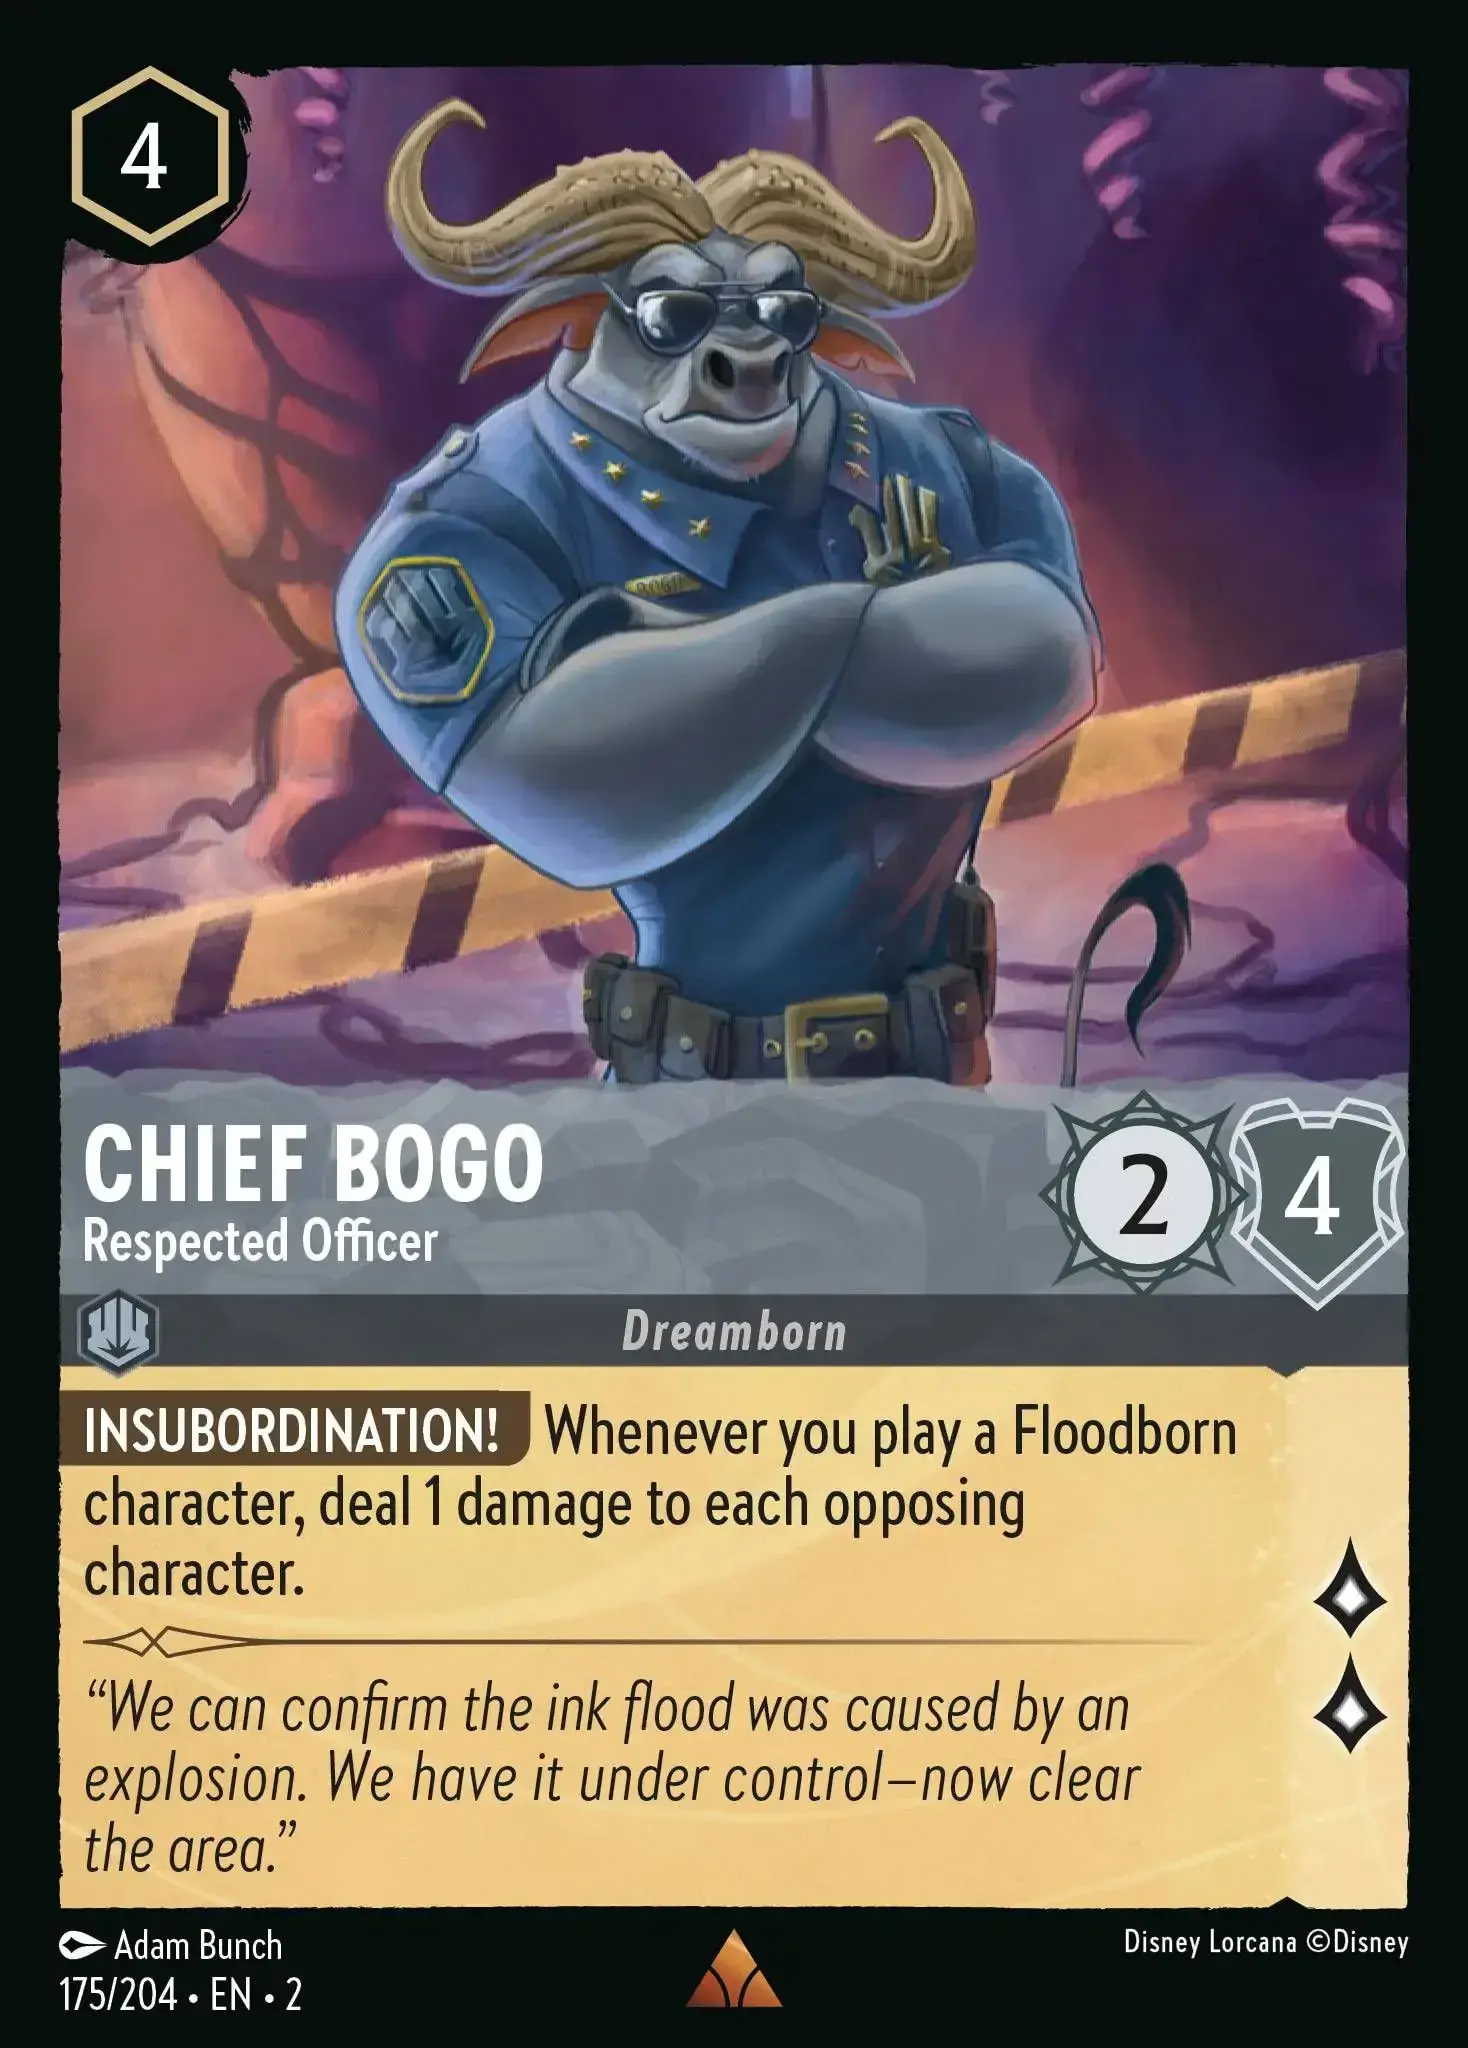 4
BOGO
CHIEF BOGO
Respected Officer
2
4
Dreamborn
INSUBORDINATION! Whenever you play a Floodborn
character, deal 1 damage to each opposing
character.
“We can confirm the ink flood was caused by an
explosion. We have it under control–now clear
the area.”
Adam Bunch
175/204 • EN • 2
Disney Lorcana ©Disney